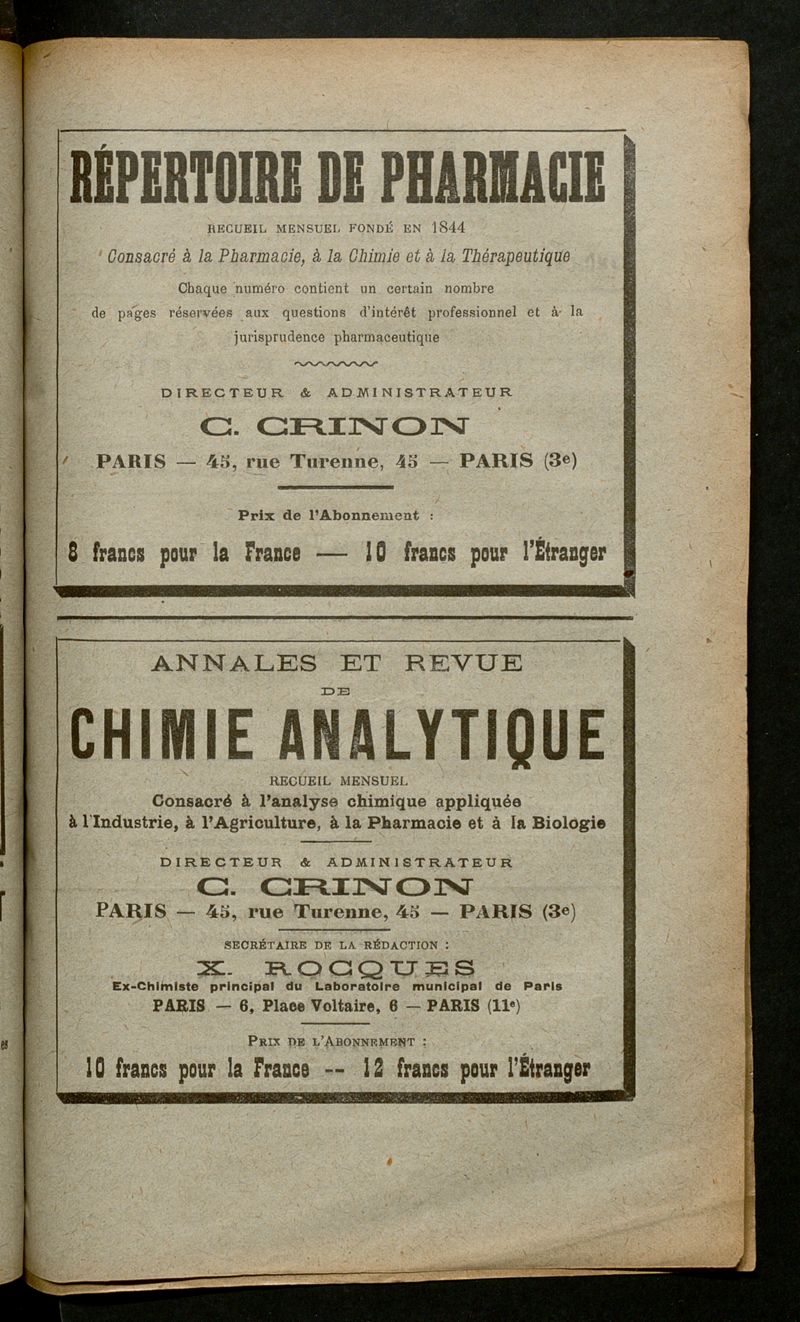 RÉPERTOIRE DE PHARMACIE
RECUEIL MENSUEL FONDÉ EN 1844
Consacré à la Pharmacie, à la Chimie et à la Thérapeutique
Chaque numéro contient un certain nombre
de pages réservées aux questions d'intérêt professionnel et à la
jurisprudence pharmaceutique
DIRECTEUR & ADMINISTRATEUR
C. CRINON
PARIS — 45, rue Turenne, 45 — PARIS (3e)
Prix de l'Abonnement :
8 francs pour la France — 10 francs pour l'Étranger
ANNALES ET REVUE
DE
CHIMIE ANALYTIQUE
RECUEIL MENSUEL
Consacré à l'analyse chimique appliquée
à l'Industrie, à l'Agriculture, à la Pharmacie et à la Biologie
DIRECTEUR & ADMINISTRATEUR
C. CRINON
PARIS — 45, rue Turenne, 45 — PARIS (3e)
SECRÉTAIRE DE LA RÉDACTION :
X. ROCQUES
Ex-Chimiste principal du Laboratoire municipal de Paris
PARIS — 6, Place Voltaire, 6 — PARIS (11e)
PRIX DE L'ABONNEMENT :
10 francs pour la France -- 12 francs pour l'Étranger